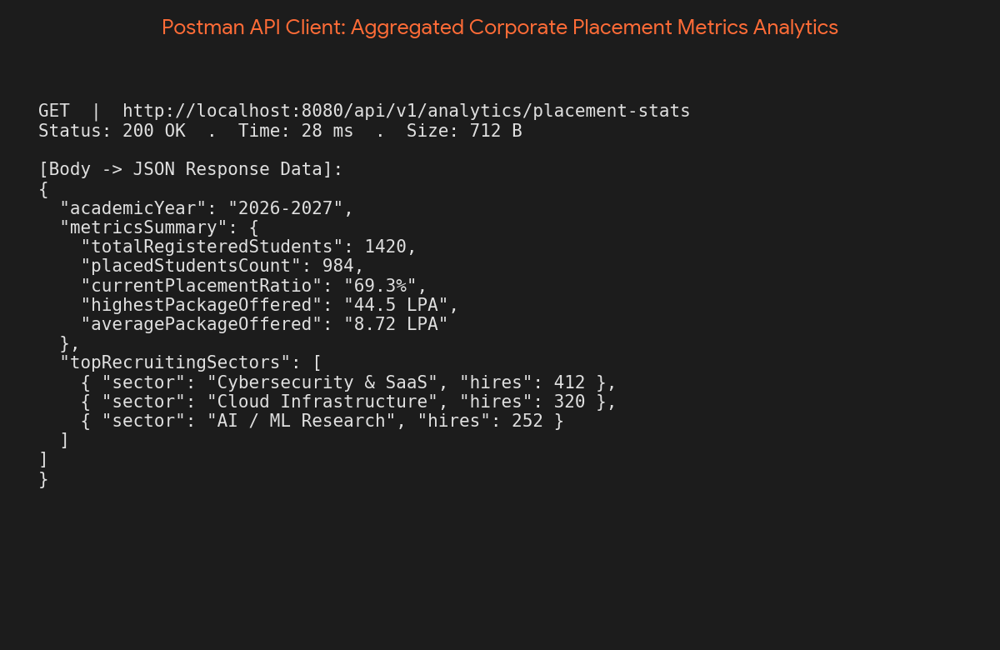 Postman API Client: Aggregated Corporate Placement Metrics Analytics
GET  |  http://localhost:8080/api/v1/analytics/placement-stats
Status: 200 OK  .  Time: 28 ms  .  Size: 712 B
[Body -> JSON Response Data]:
{
  "academicYear": "2026-2027",
  "metricsSummary": {
    "totalRegisteredStudents": 1420,
    "placedStudentsCount": 984,
    "currentPlacementRatio": "69.3%",
    "highestPackageOffered": "44.5 LPA",
    "averagePackageOffered": "8.72 LPA"
  },
  "topRecruitingSectors": [
    { "sector": "Cybersecurity & SaaS", "hires": 412 },
    { "sector": "Cloud Infrastructure", "hires": 320 },
    { "sector": "AI / ML Research", "hires": 252 }
  ]
]
}